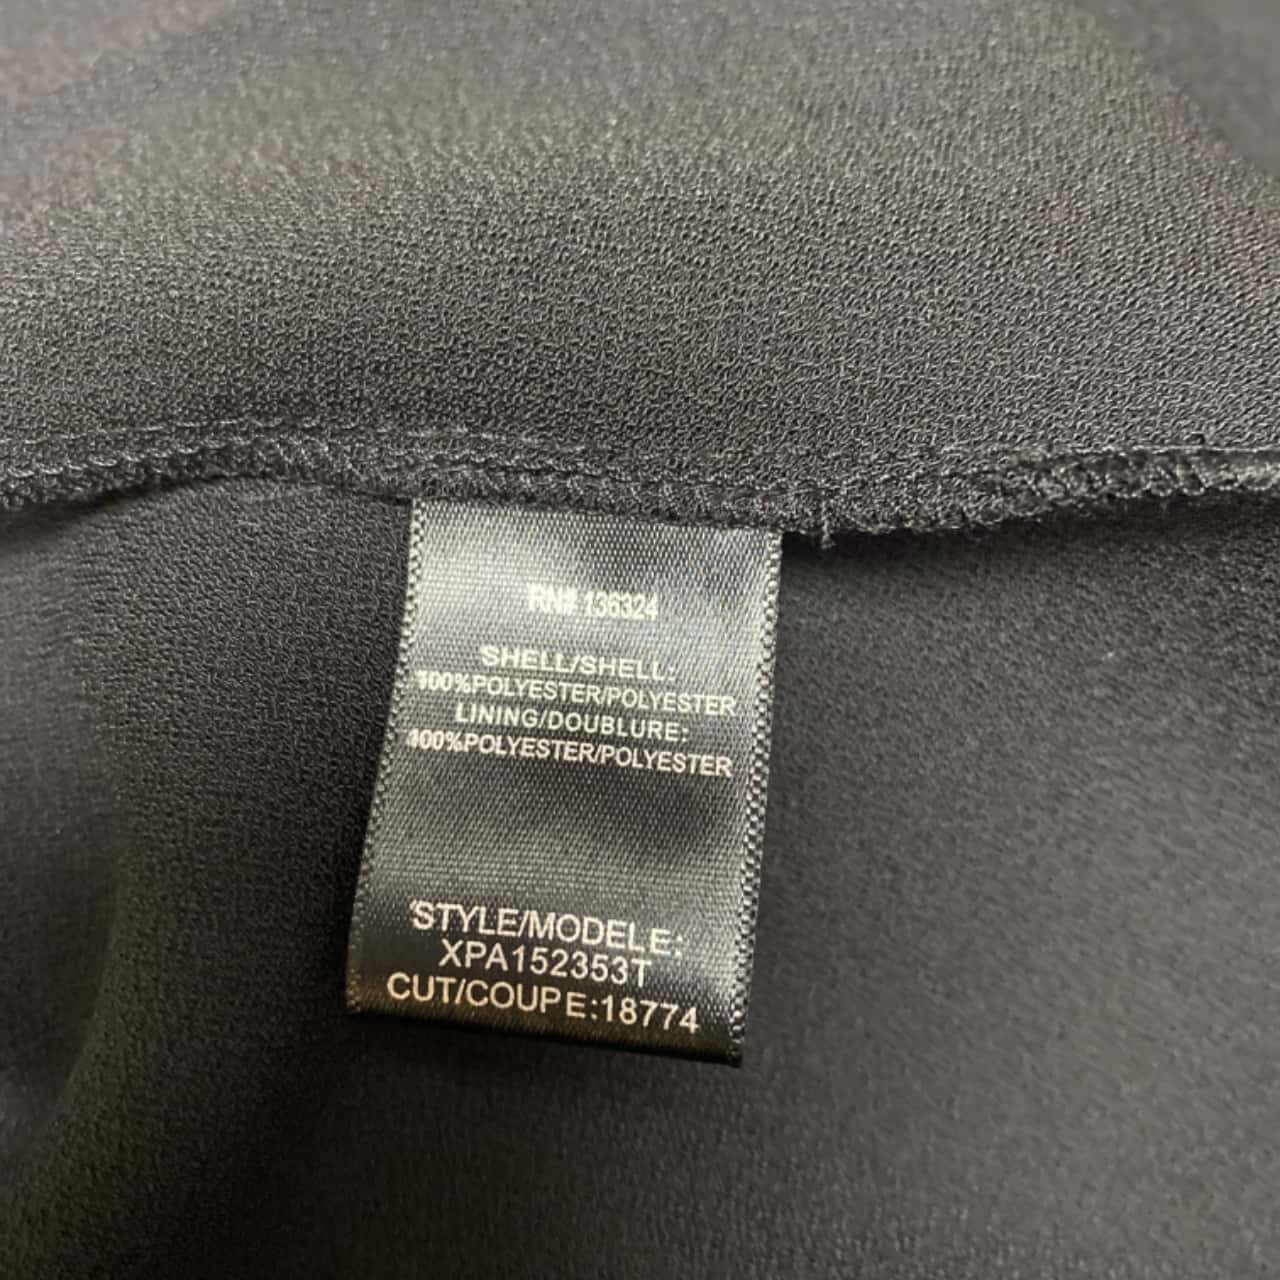 RN# 136324
SHELL/SHELL:
100%POLYESTER/POLYESTER
LINING/DOUBLURE:
100%POLYESTER/POLYESTER
STYLE/MODELE:
XPA152353T
CUT/COUPE:18774